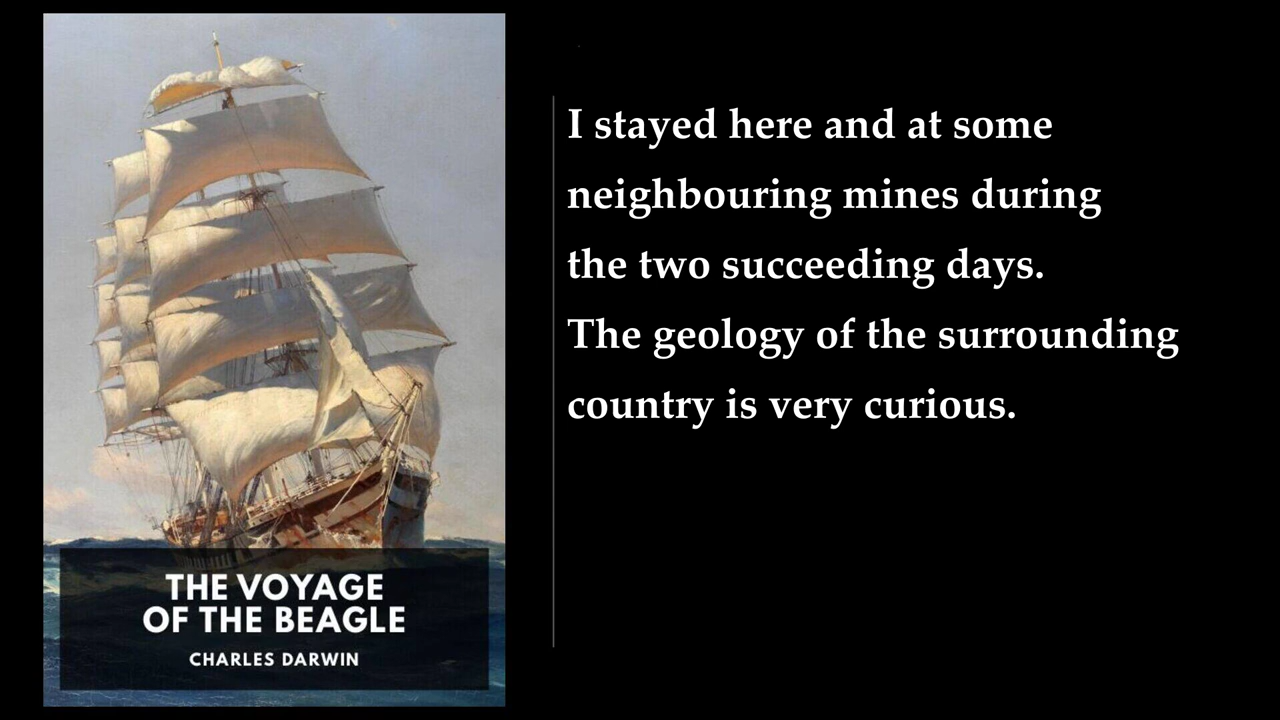 THE VOYAGE
OF THE BEAGLE
CHARLES DARWIN
I stayed here and at some
neighbouring mines during
the two succeeding days.
The geology of the surrounding
country is very curious.